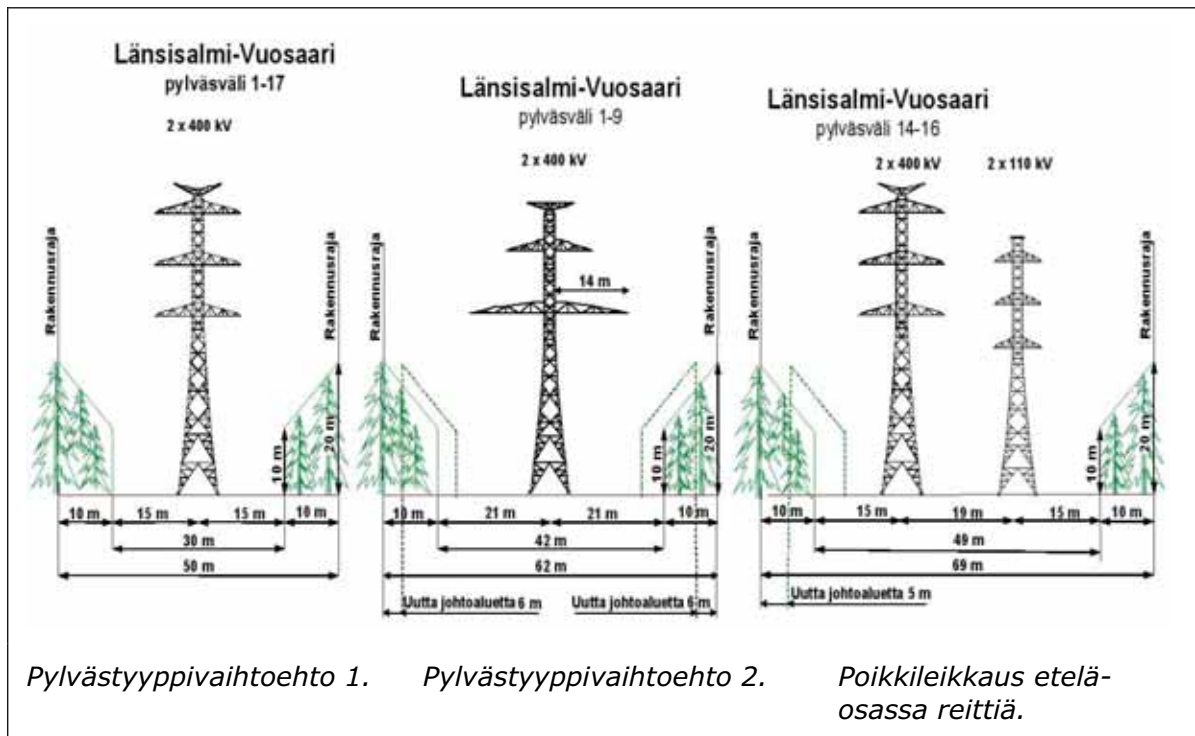 Länsisalmi-Vuosaari
pylväsväli 1-17
2 x 400 kV
Rakennusraja
Rakennusraja
10 m
20 m
10 m
15 m
15 m
10 m
30 m
50 m
Länsisalmi-Vuosaari
pylväsväli 1-9
2 x 400 kV
14 m
Rakennusraja
Rakennusraja
10 m
20 m
10 m
21 m
21 m
10 m
42 m
62 m
Uutta johtoaluetta 6 m
Uutta johtoaluetta 6 m
Länsisalmi-Vuosaari
pylväsväli 14-16
2 x 400 kV
2 x 110 kV
Rakennusraja
Rakennusraja
10 m
20 m
10 m
15 m
19 m
15 m
10 m
49 m
69 m
Uutta johtoaluetta 5 m
Pylvästyyppivaihtoehto 1.
Pylvästyyppivaihtoehto 2.
Poikkileikkaus etelä-
osassa reittiä.